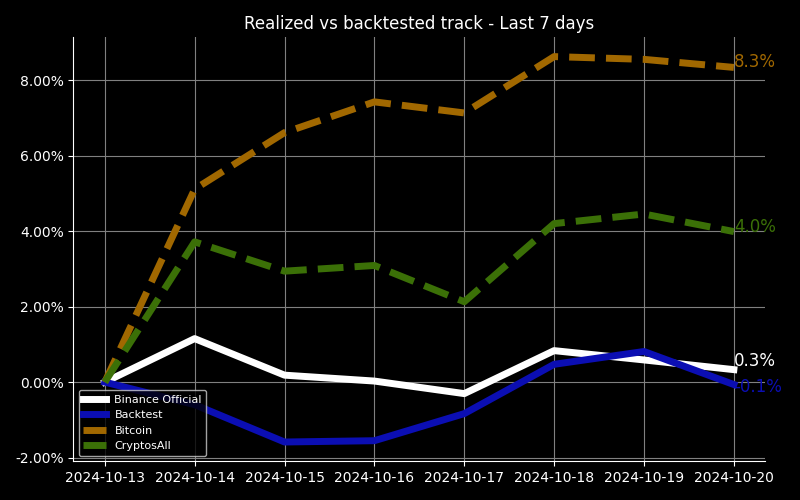 Realized vs backtested track - Last 7 days
8.00%
6.00%
4.00%
2.00%
0.00%
-2.00%
8.3%
4.0%
0.3%
-0.1%
Binance Official
Backtest
Bitcoin
CryptosAll
2024-10-13 2024-10-14 2024-10-15 2024-10-16 2024-10-17 2024-10-18 2024-10-19 2024-10-20